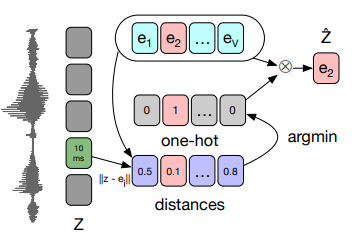 e1 e2 ... eV
Ẑ
e2
0 1 ... 0
one-hot
argmin
10 ms
||z - ei||
0.5 0.1 ... 0.8
distances
Z